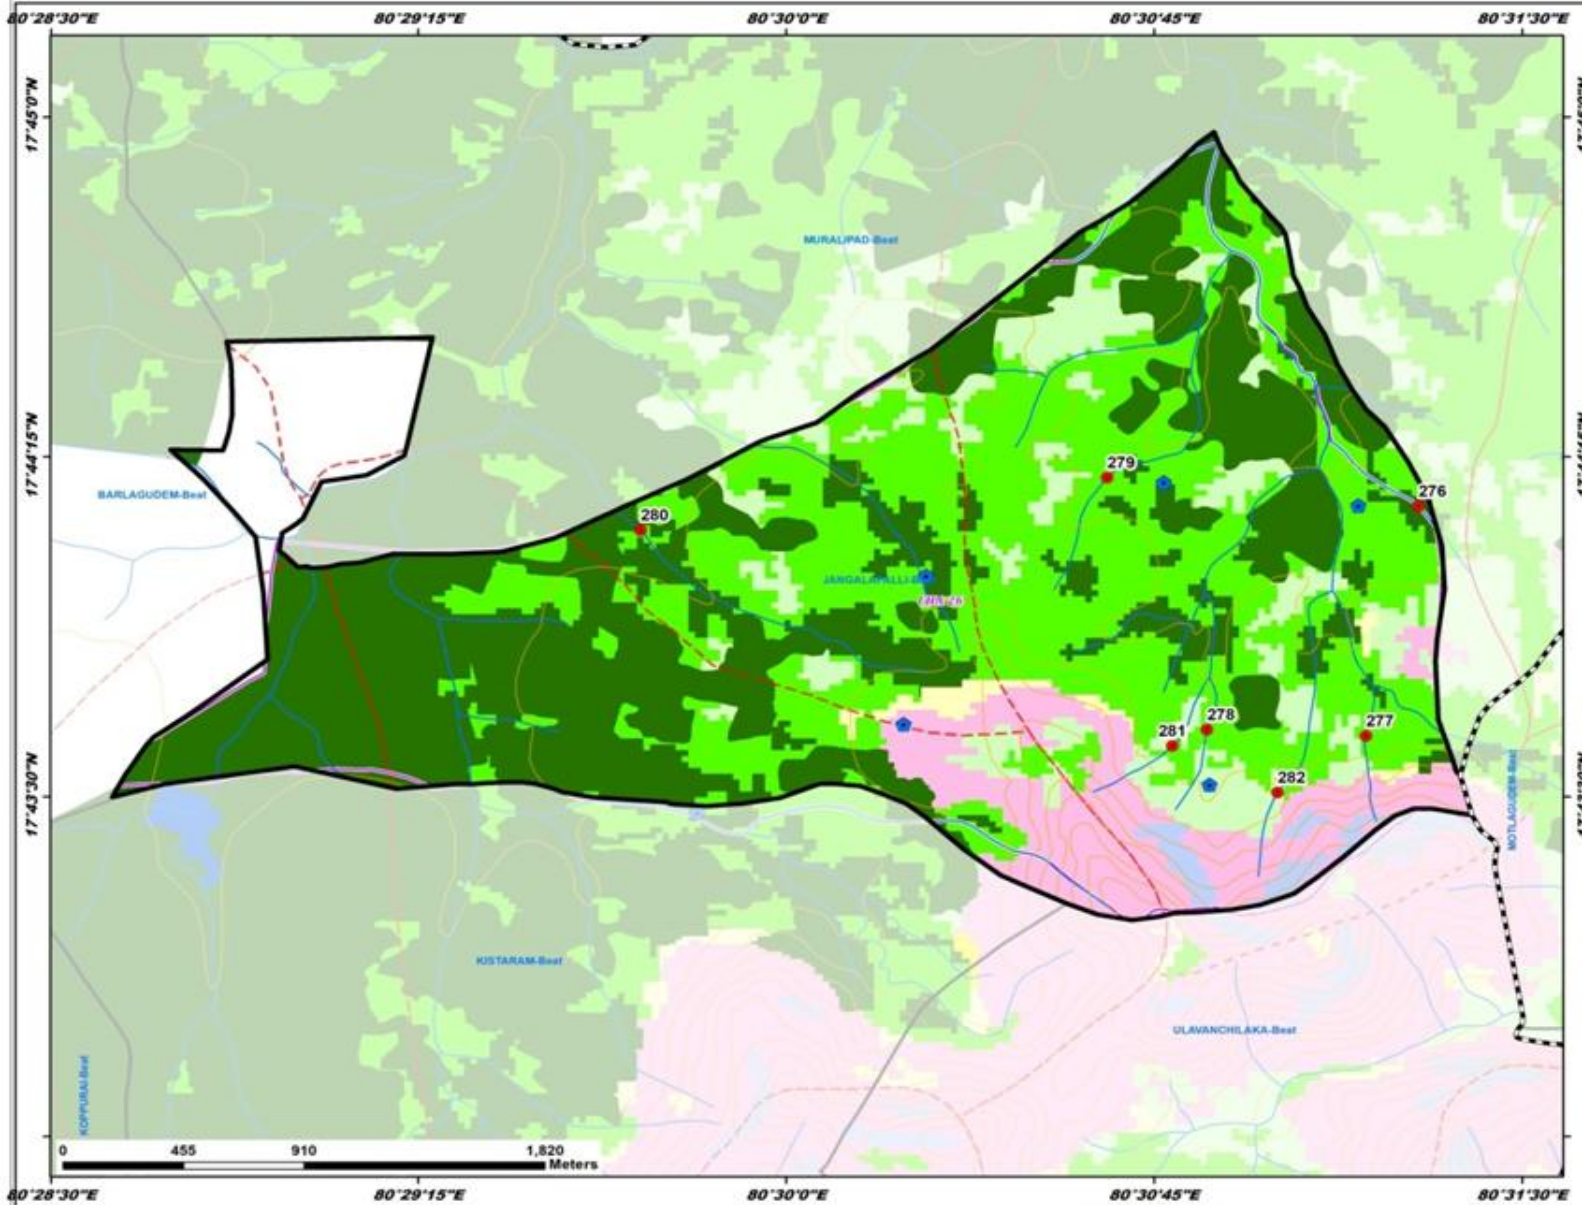 80°28'30"E 80°29'15"E 80°30'0"E 80°30'45"E 80°31'30"E
17°45'0"N
MURALIPAD-Beat
17°44'15"N
279
276
BARLAGUDEM-Beat
280
JANGALAPALLI-B
278
281
277
282
17°43'30"N
MOTLAGUDEM-Beat
KISTARAM-Beat
ULAVANCHILAKA-Beat
KOPPURAI-Beat
0 455 910 1,820
Meters
80°28'30"E 80°29'15"E 80°30'0"E 80°30'45"E 80°31'30"E